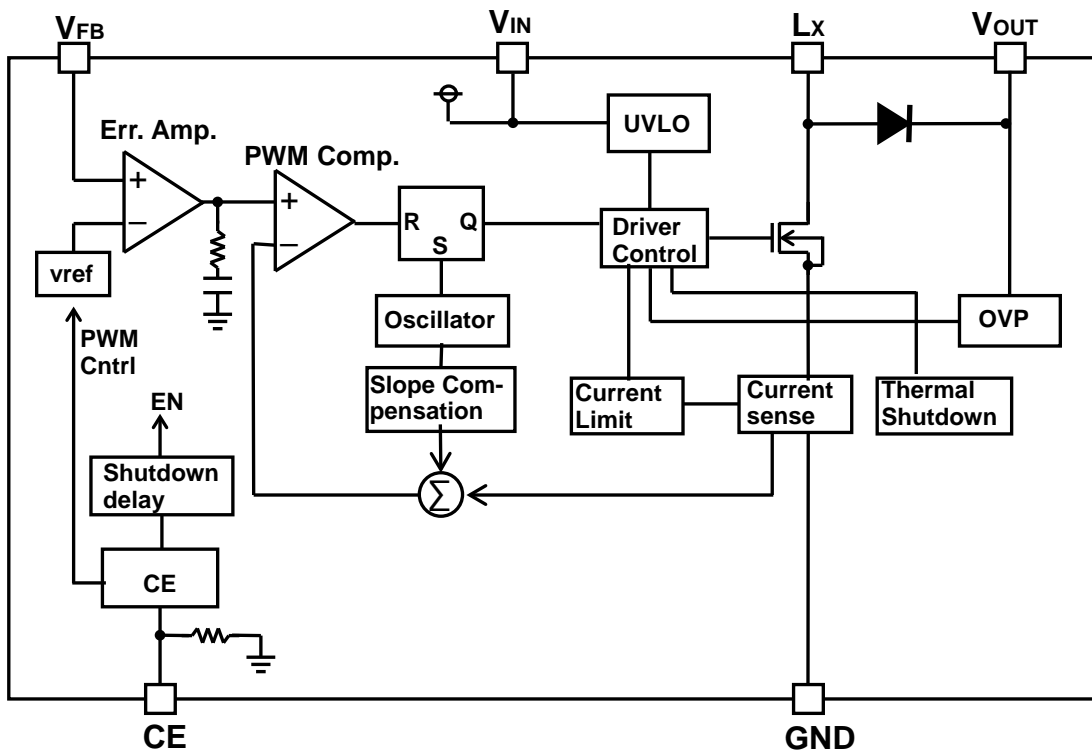 VFB
VIN
LX
VOUT
UVLO
Err. Amp.
PWM Comp.
+
−
+
−
R
Q
S
Driver
Control
vref
Oscillator
OVP
PWM
Cntrl
Slope Com-
pensation
Current
Limit
Current
sense
Thermal
Shutdown
EN
Shutdown
delay
Σ
CE
CE
GND